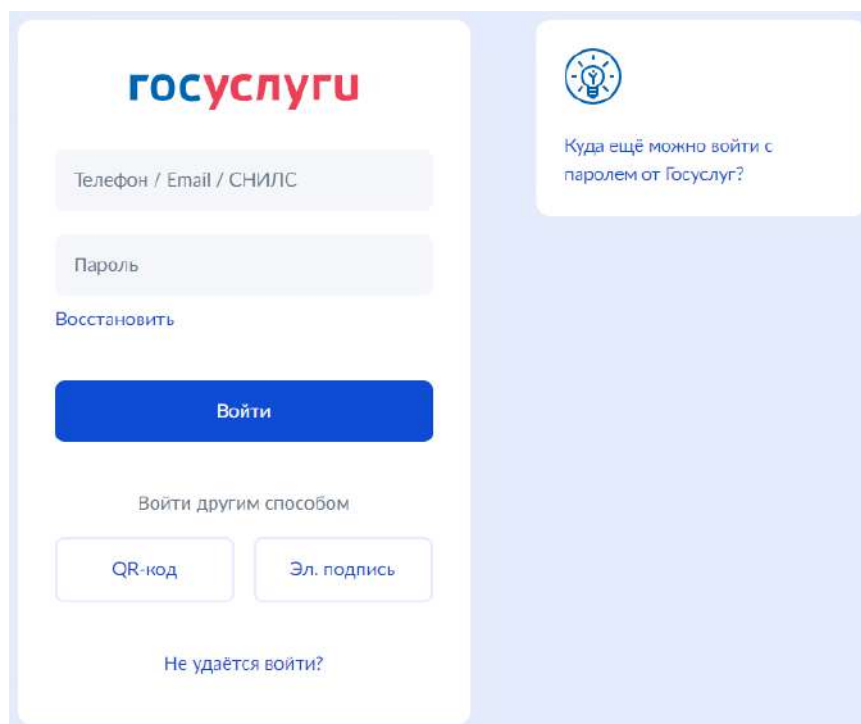 госуслуги
Телефон / Email / СНИЛС
Пароль
Восстановить
Войти
Войти другим способом
QR-код
Эл. подпись
Не удаётся войти?
Куда ещё можно войти с
паролем от Госуслуг?